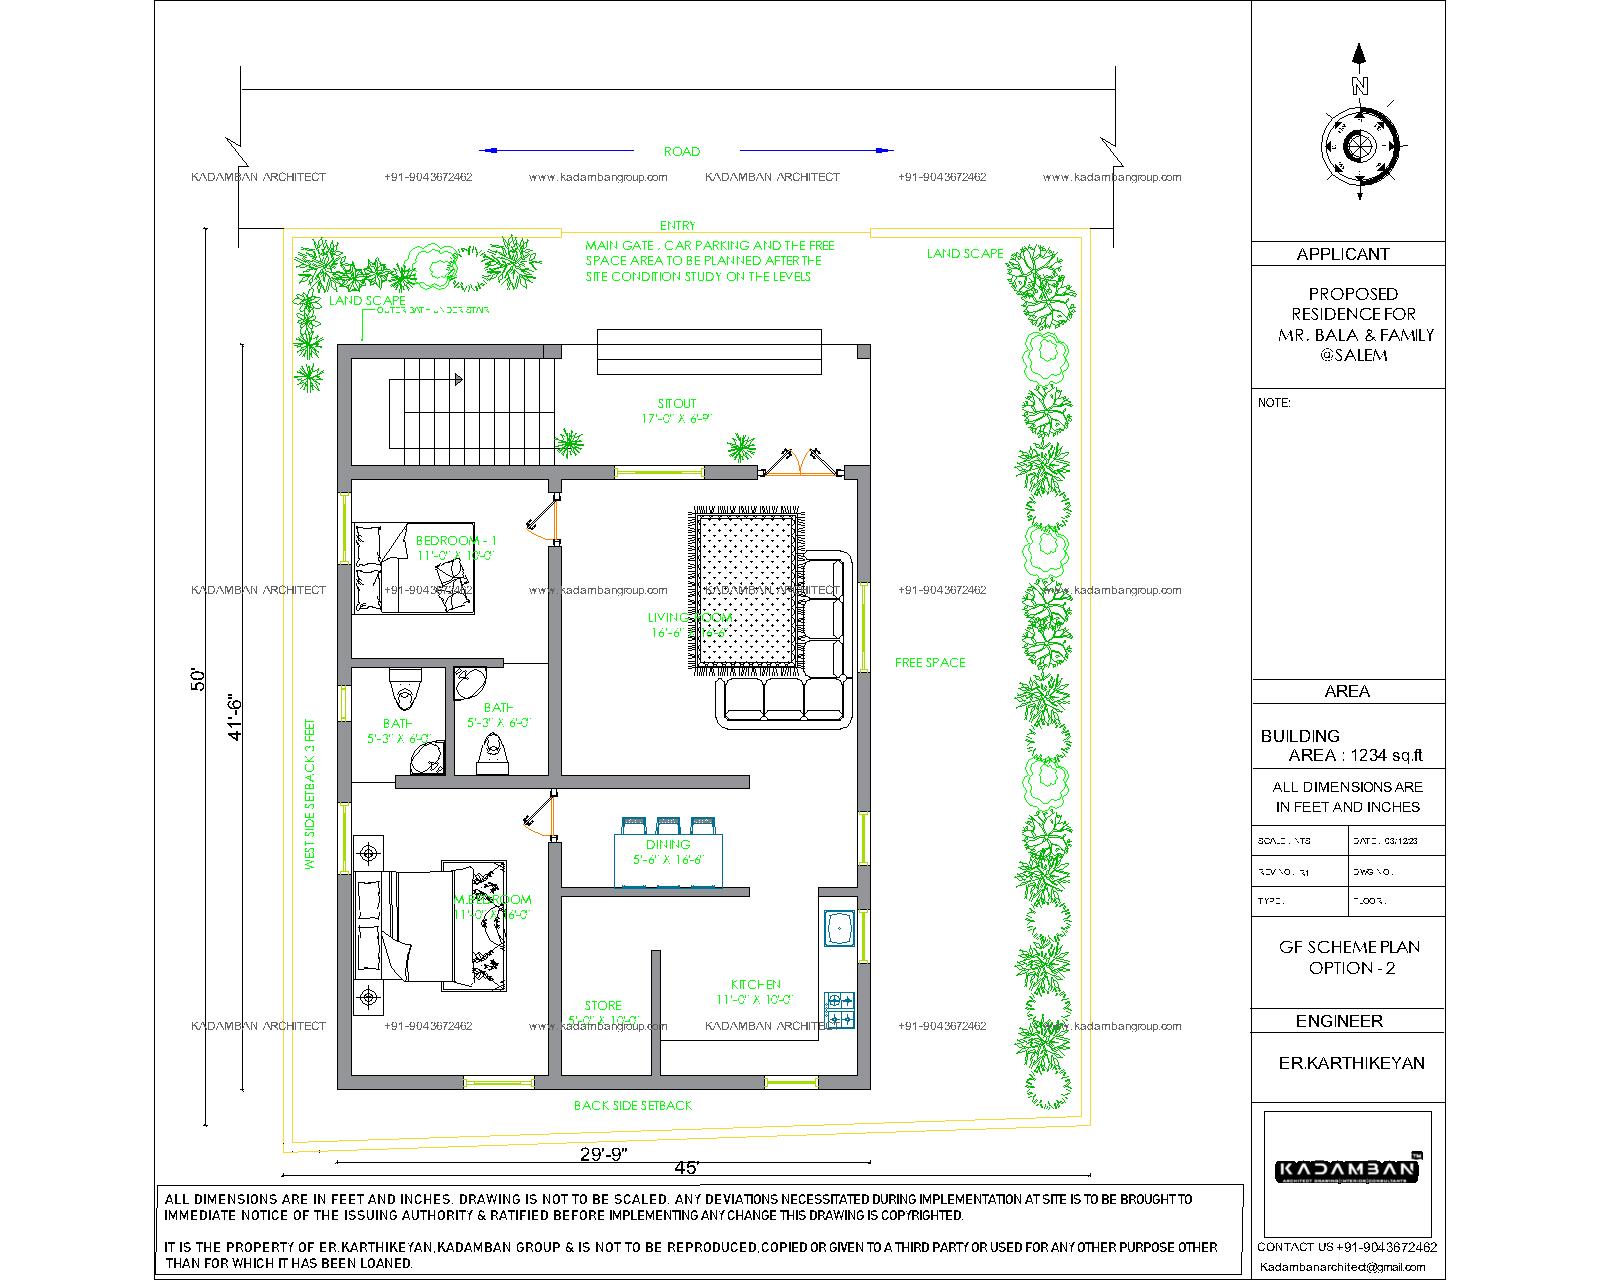 N
ROAD
KADAMBAN ARCHITECT +91-9043672462 www.kadambangroup.com KADAMBAN ARCHITECT +91-9043672462 www.kadambangroup.com
ENTRY
MAIN GATE , CAR PARKING AND THE FREE
SPACE AREA TO BE PLANNED AFTER THE
SITE CONDITION STUDY ON THE LEVELS
LAND SCAPE
LAND SCAPE
OUTER BATH UNDER STAIR
SITOUT
17'-0" X 6'-9"
BEDROOM - 1
11'-0" X 10'-0"
KADAMBAN ARCHITECT +91-9043672462 www.kadambangroup.com KADAMBAN ARCHITECT +91-9043672462 www.kadambangroup.com
LIVING ROOM
16'-6" X 16'-6"
FREE SPACE
50'
41'-6"
BATH
5'-3" X 6'-0"
BATH
5'-3" X 6'-0"
WEST SIDE SETBACK 3 FEET
DINING
5'-6" X 16'-6"
M.BEDROOM
11'-0" X 16'-0"
KITCHEN
11'-0" X 10'-0"
STORE
5'-0" X 10'-0"
KADAMBAN ARCHITECT +91-9043672462 www.kadambangroup.com KADAMBAN ARCHITECT +91-9043672462 www.kadambangroup.com
BACK SIDE SETBACK
29'-9"
45'
ALL DIMENSIONS ARE IN FEET AND INCHES. DRAWING IS NOT TO BE SCALED. ANY DEVIATIONS NECESSITATED DURING IMPLEMENTATION AT SITE IS TO BE BROUGHT TO
IMMEDIATE NOTICE OF THE ISSUING AUTHORITY & RATIFIED BEFORE IMPLEMENTING ANY CHANGE THIS DRAWING IS COPYRIGHTED.
IT IS THE PROPERTY OF ER.KARTHIKEYAN,KADAMBAN GROUP & IS NOT TO BE REPRODUCED,COPIED OR GIVEN TO A THIRD PARTY OR USED FOR ANY OTHER PURPOSE OTHER
THAN FOR WHICH IT HAS BEEN LOANED.
APPLICANT
PROPOSED
RESIDENCE FOR
MR. BALA & FAMILY
@SALEM
NOTE:
AREA
BUILDING
AREA : 1234 sq.ft
ALL DIMENSIONS ARE
IN FEET AND INCHES
SCALE : NTS DATE : 03/12/23
REV NO : R1 DWG NO :
TYPE : FLOOR :
GF SCHEME PLAN
OPTION - 2
ENGINEER
ER.KARTHIKEYAN
TM
KADAMBAN
CONTACT US +91-9043672462
Kadambanarchitect@gmail.com